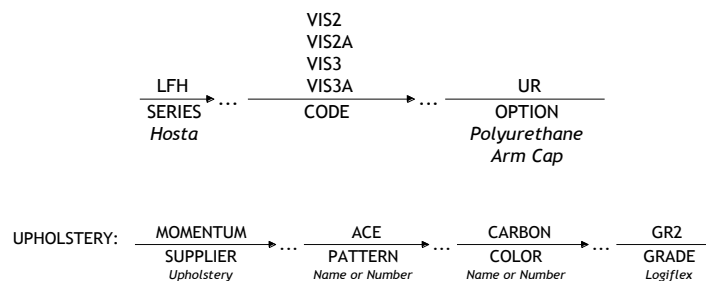 VIS2
VIS2A
VIS3
LFH ... VIS3A ... UR
SERIES CODE OPTION
Hosta Polyurethane
Arm Cap
UPHOLSTERY: MOMENTUM ... ACE ... CARBON ... GR2
SUPPLIER PATTERN COLOR GRADE
Upholstery Name or Number Name or Number Logiflex